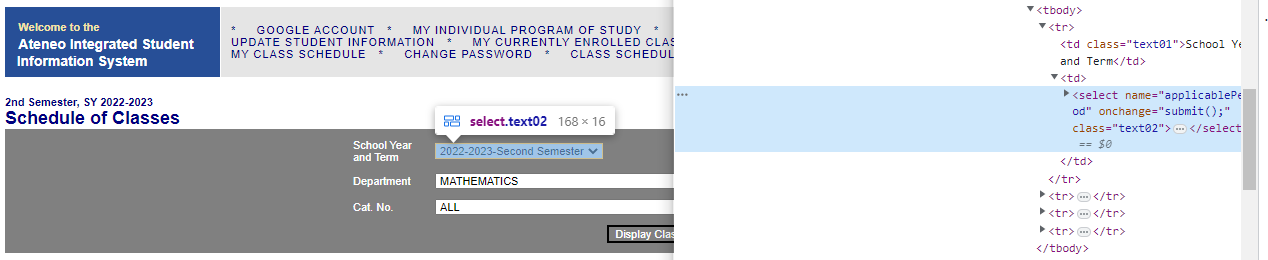 Welcome to the
Ateneo Integrated Student
Information System
* GOOGLE ACCOUNT * MY INDIVIDUAL PROGRAM OF STUDY *
UPDATE STUDENT INFORMATION * MY CURRENTLY ENROLLED CLAS
MY CLASS SCHEDULE * CHANGE PASSWORD * CLASS SCHEDUL
2nd Semester, SY 2022-2023
Schedule of Classes
select.text02 168 × 16
School Year
and Term
2022-2023-Second Semester
Department
MATHEMATICS
Cat. No.
ALL
Display Clas
<tbody>
<tr>
<td class="text01">School Ye
and Term</td>
<td>
<select name="applicablePe
od" onchange="submit();"
class="text02">…</select
== $0
</td>
</tr>
<tr>…</tr>
<tr>…</tr>
<tr>…</tr>
</tbody>